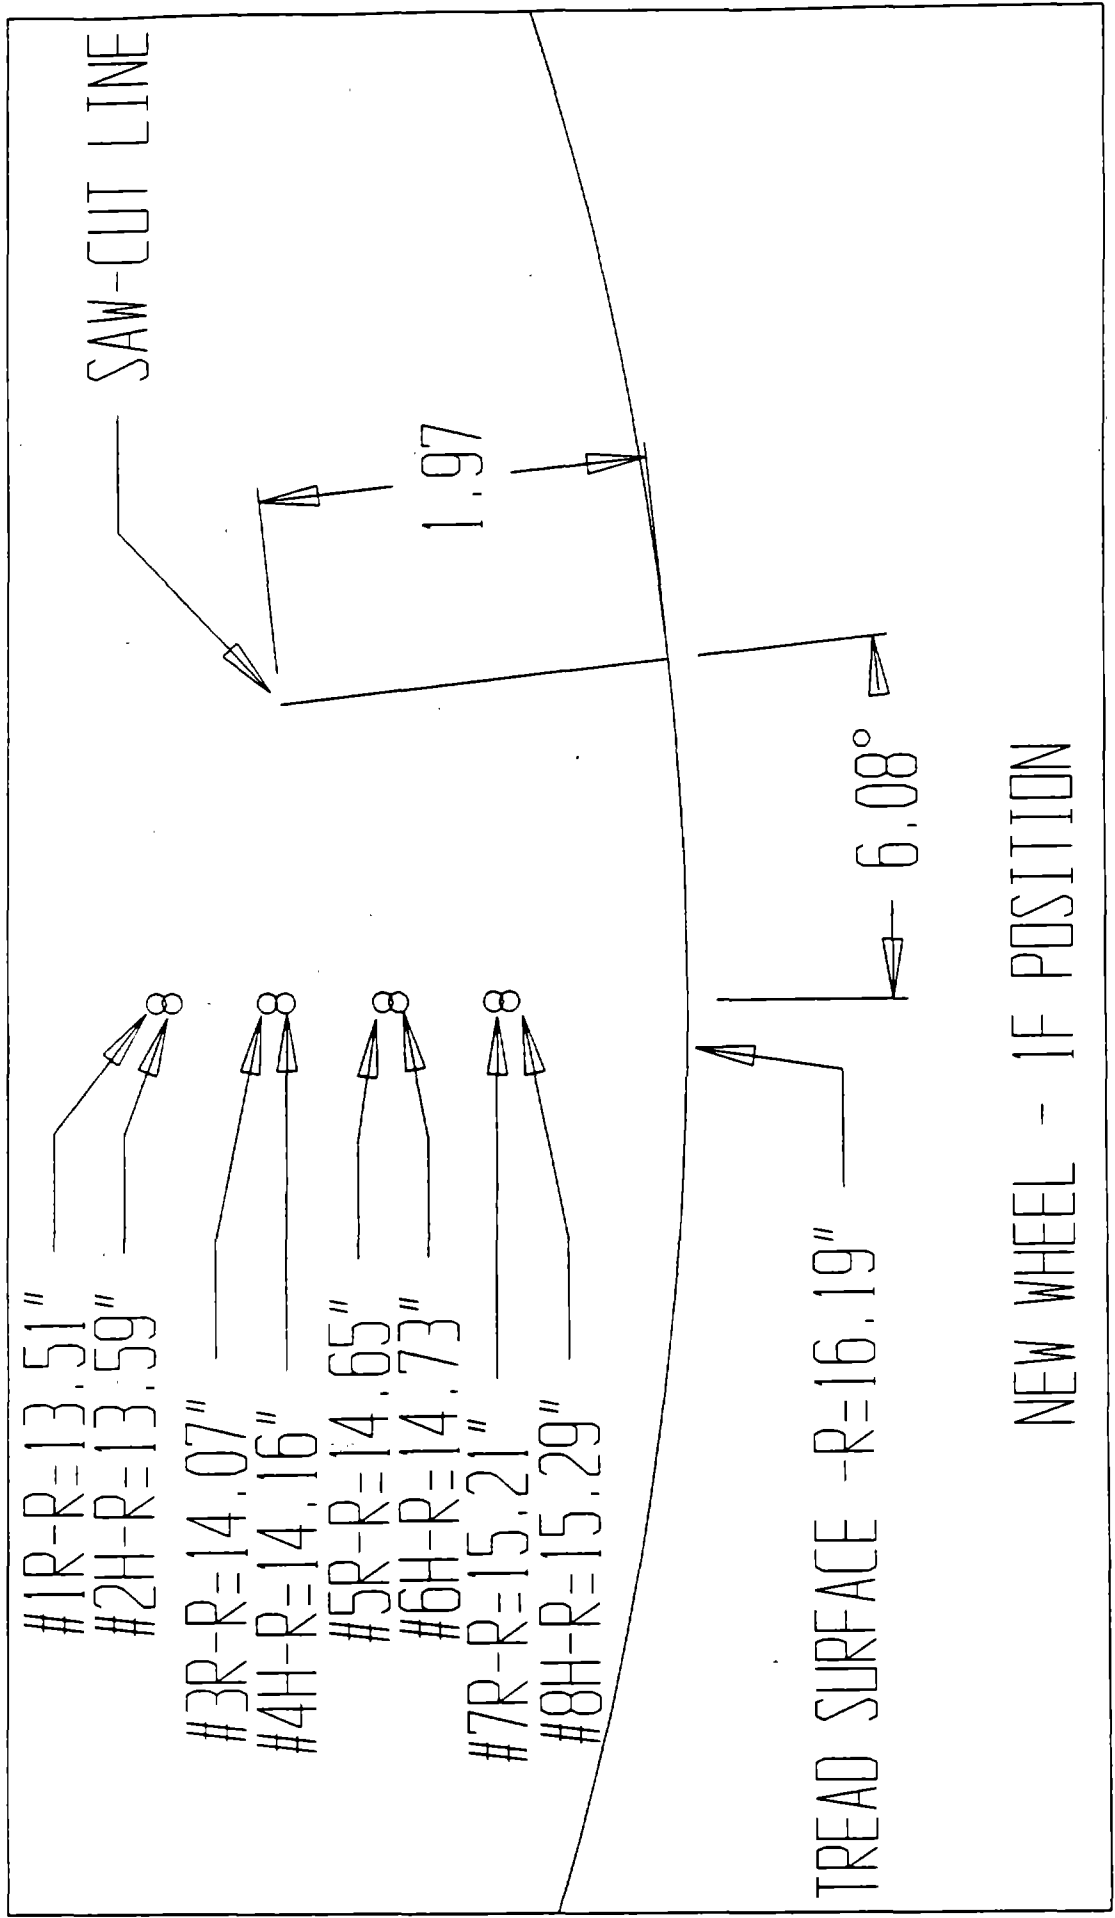 #1R-R=13.51"
#2H-R=13.59"
#3R-R=14.07"
#4H-R=14.16"
#5R-R=14.65"
#6H-R=14.73"
#7R-R=15.21"
#8H-R=15.29"
SAW-CUT LINE
1.97
6.08°
TREAD SURFACE -R=16.19"
NEW WHEEL - 1F POSITION